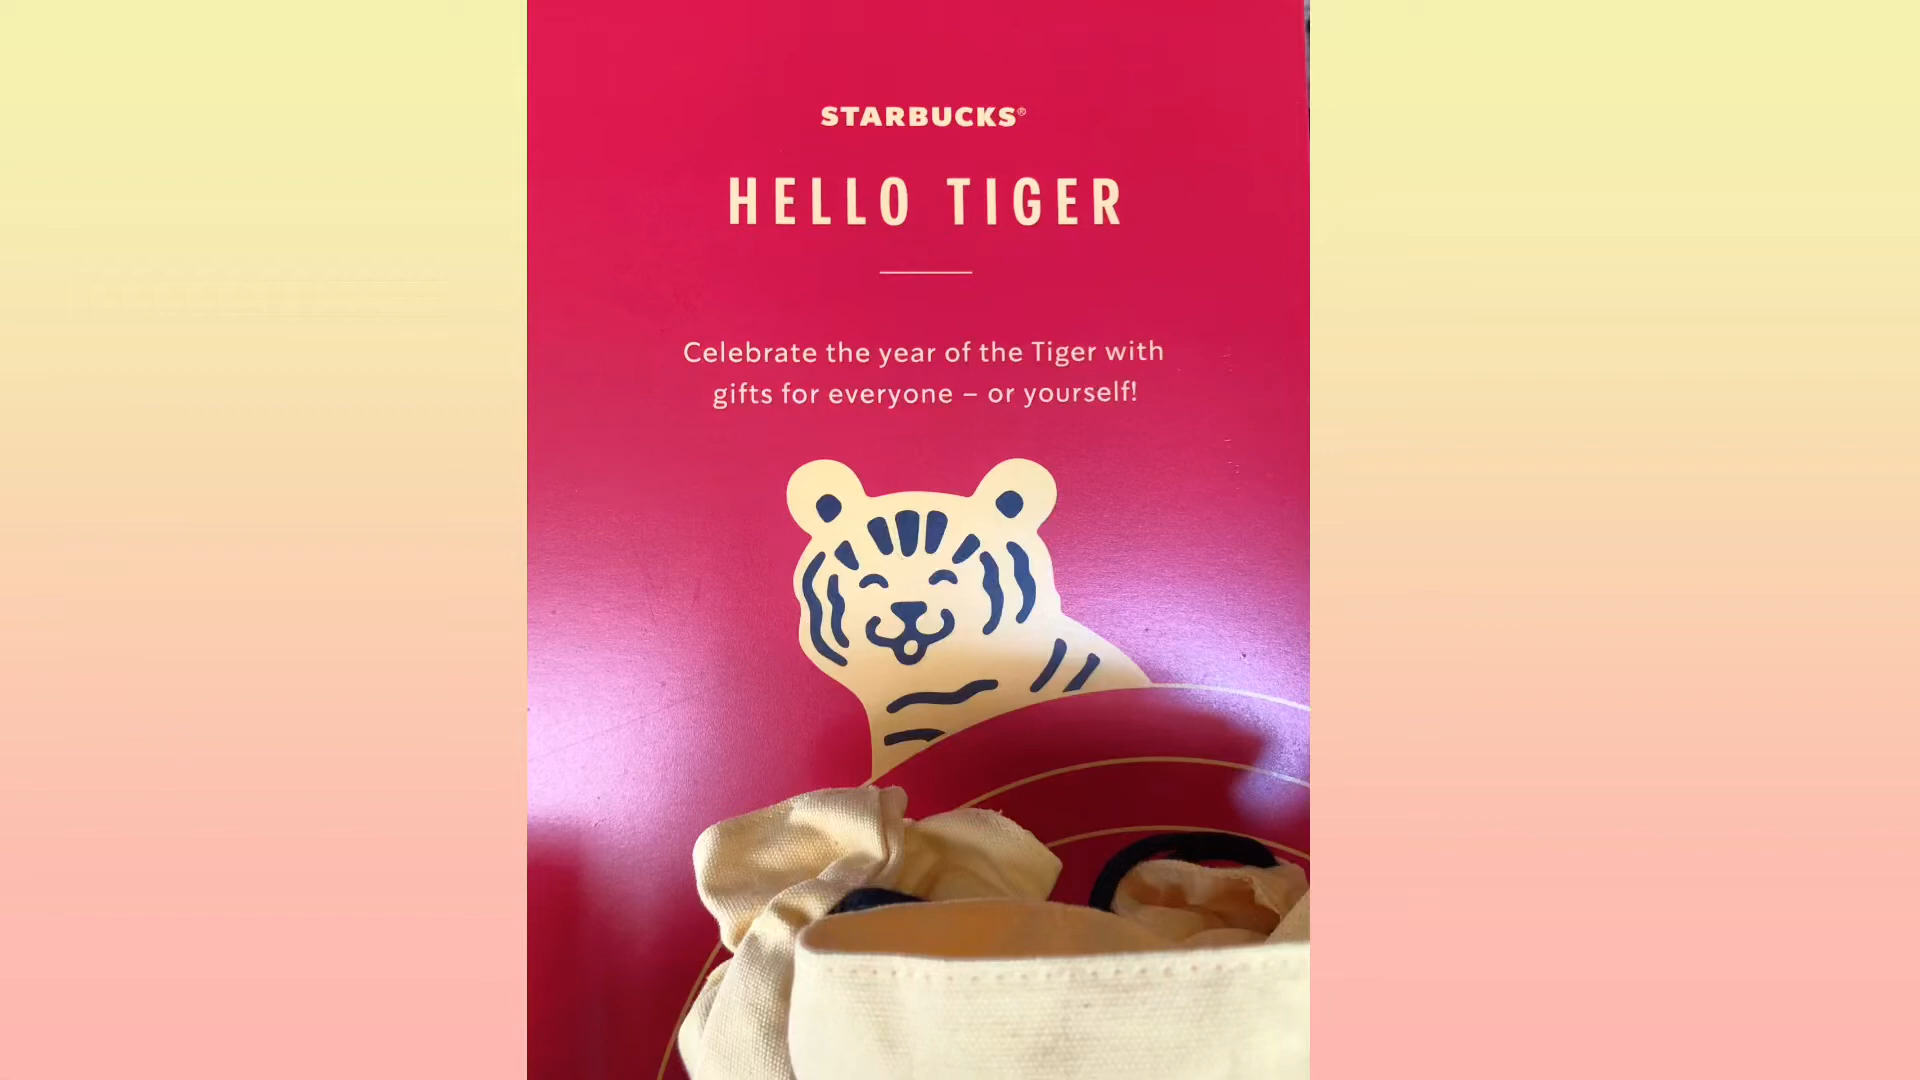 STARBUCKS®
HELLO TIGER
Celebrate the year of the Tiger with
gifts for everyone – or yourself!